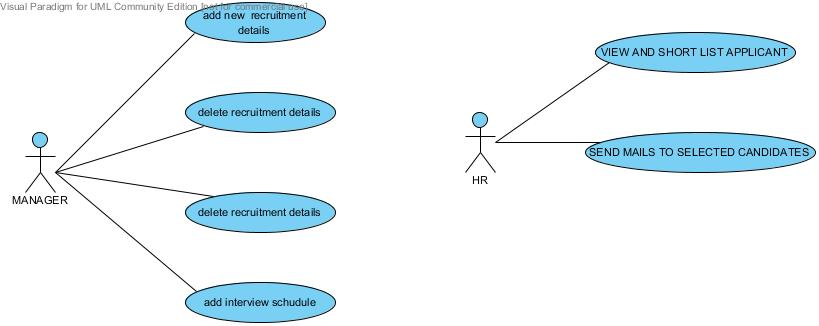 Visual Paradigm for UML Community Edition [not for commercial use]
add new recruitment
details
delete recruitment details
delete recruitment details
add interview schudule
MANAGER
VIEW AND SHORT LIST APPLICANT
SEND MAILS TO SELECTED CANDIDATES
HR